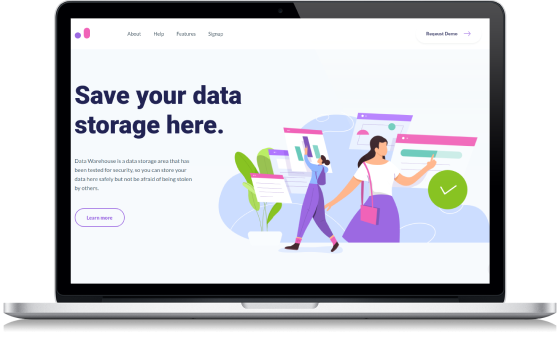 About Help Features Signup Request Demo
Save your data
storage here.
Data Warehouse is a data storage area that has
been tested for security, so you can store your
data here safely but not be afraid of being stolen
by others.
Learn more